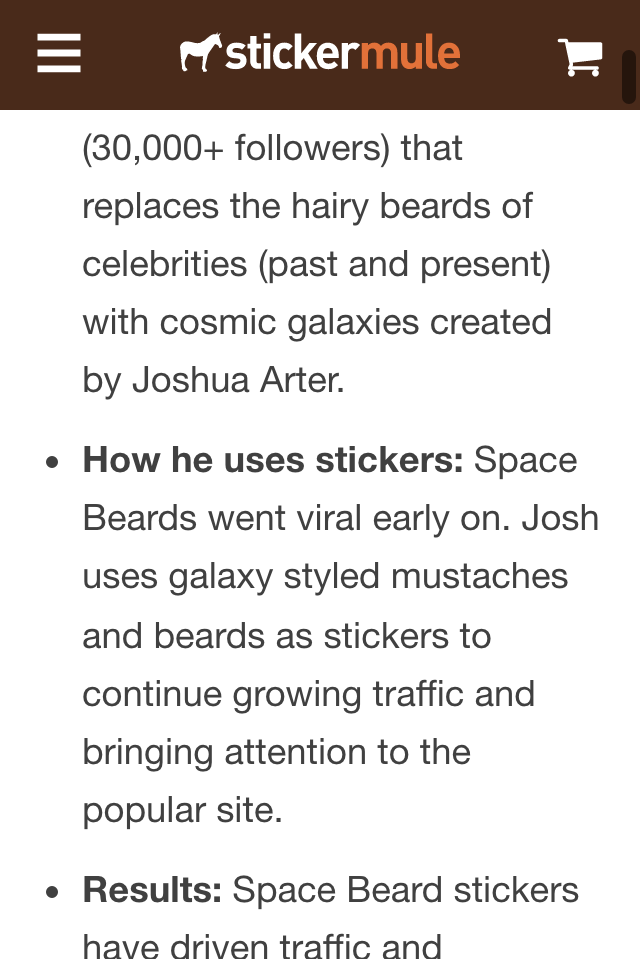 stickermule
(30,000+ followers) that
replaces the hairy beards of
celebrities (past and present)
with cosmic galaxies created
by Joshua Arter.
• How he uses stickers: Space
Beards went viral early on. Josh
uses galaxy styled mustaches
and beards as stickers to
continue growing traffic and
bringing attention to the
popular site.
• Results: Space Beard stickers
have driven traffic and